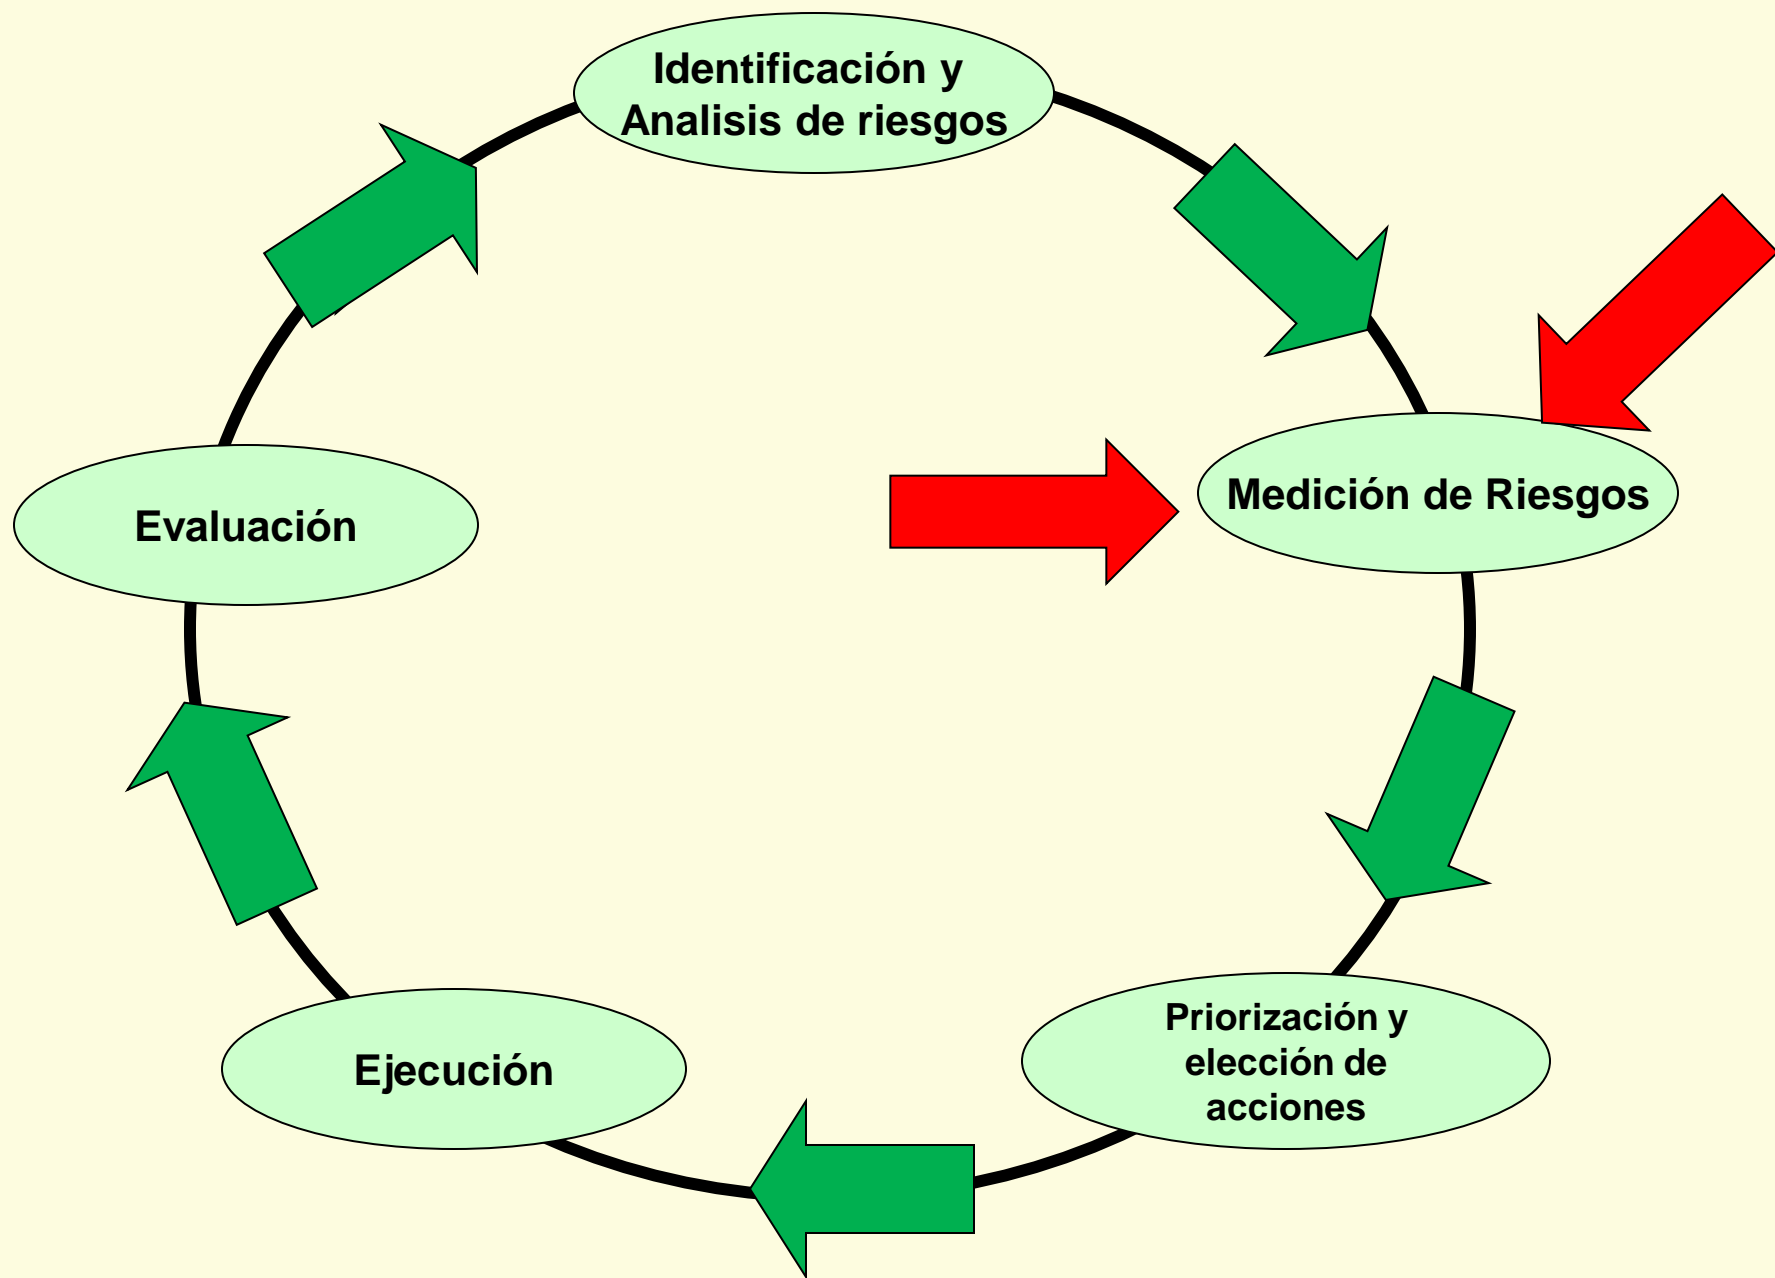 Identificación y
Analisis de riesgos
Medición de Riesgos
Priorización y
elección de
acciones
Ejecución
Evaluación